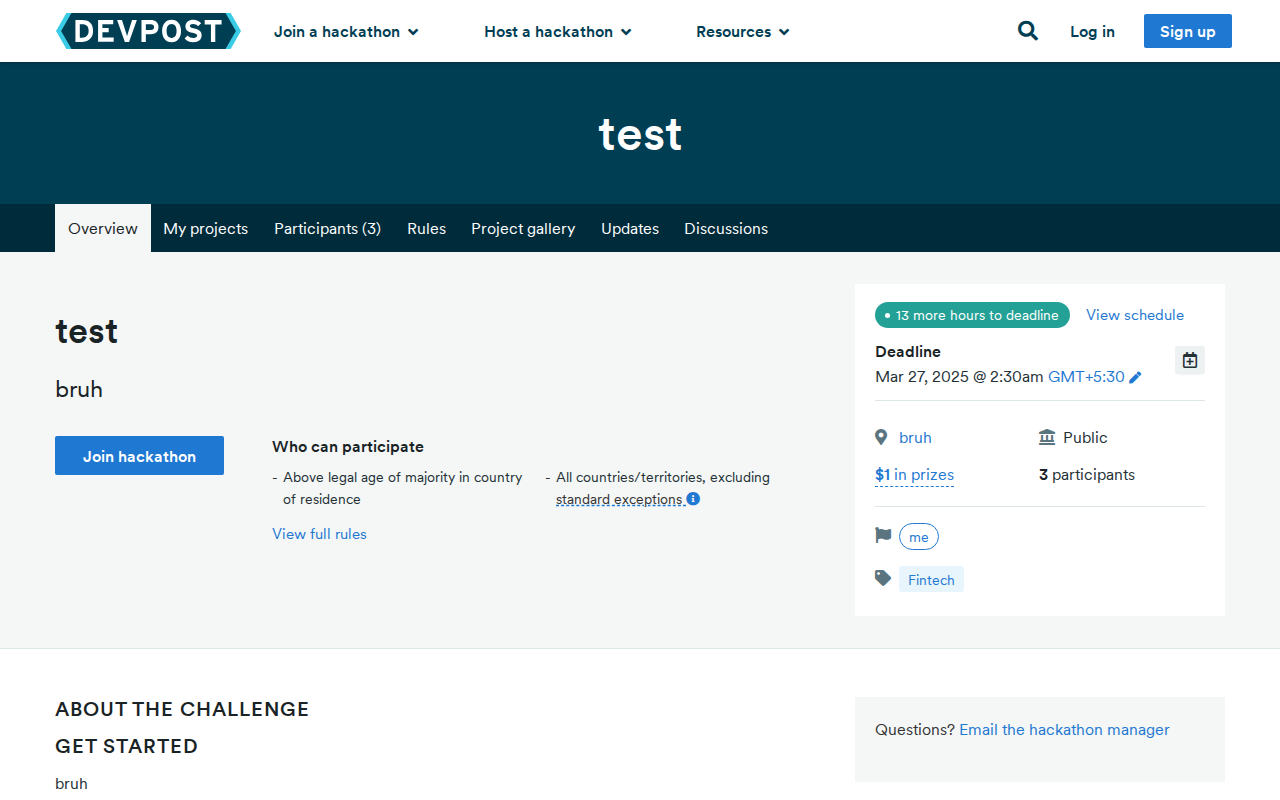 DEVPOST
Join a hackathon
Host a hackathon
Resources
Log in
Sign up
test
Overview
My projects
Participants (3)
Rules
Project gallery
Updates
Discussions
test
bruh
Join hackathon
Who can participate
- Above legal age of majority in country
of residence
- All countries/territories, excluding
standard exceptions
View full rules
13 more hours to deadline
View schedule
Deadline
Mar 27, 2025 @ 2:30am GMT+5:30
bruh
Public
$1 in prizes
3 participants
me
Fintech
ABOUT THE CHALLENGE
GET STARTED
bruh
Questions? Email the hackathon manager